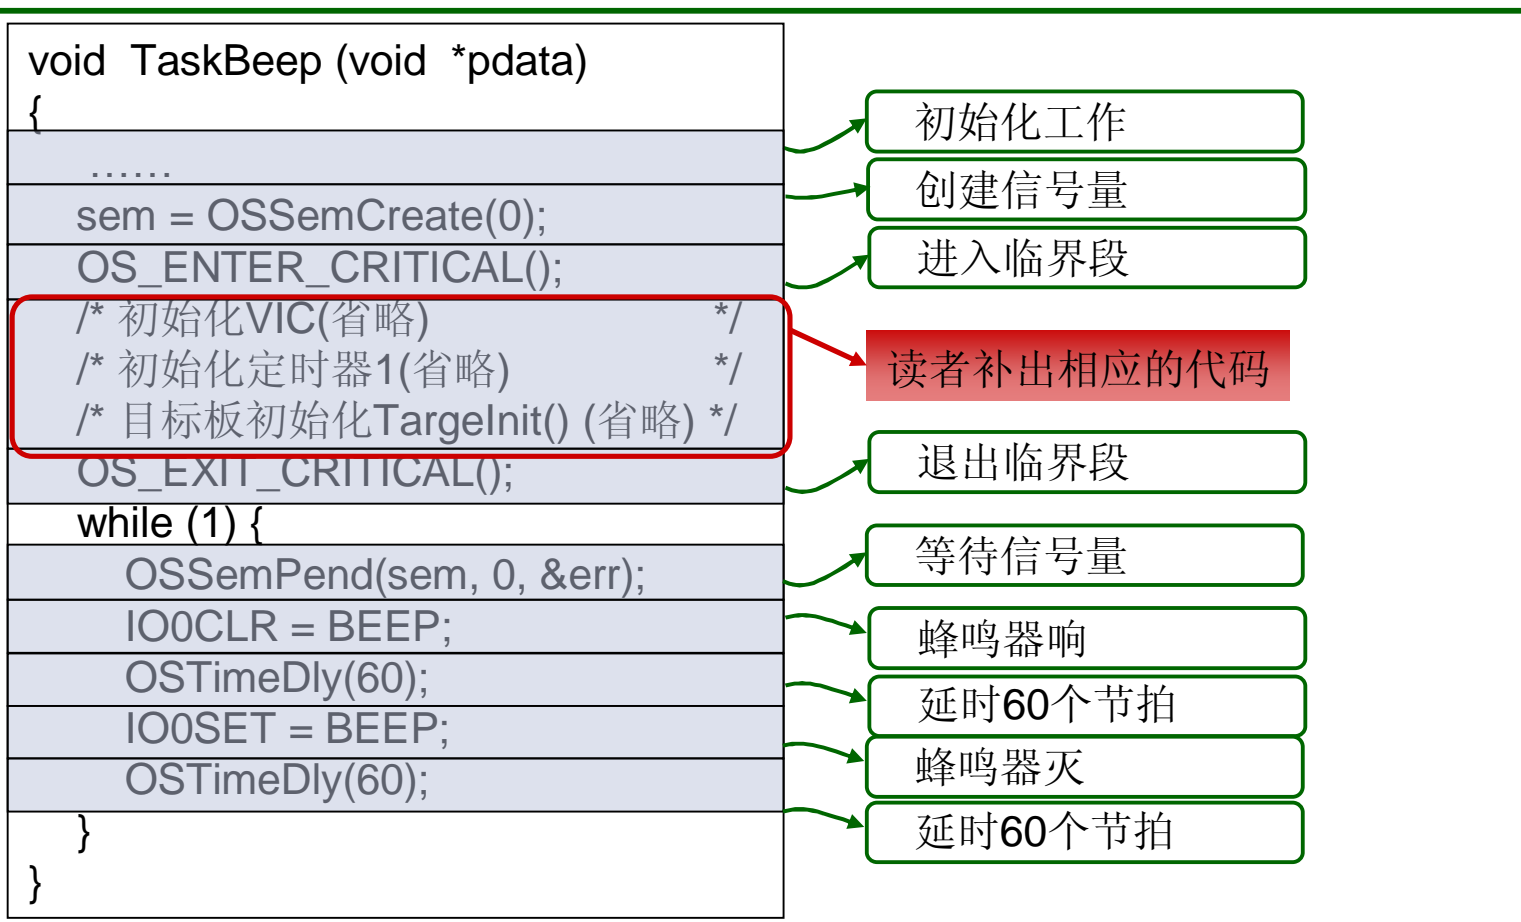 void TaskBeep (void *pdata)
{
……
初始化工作
sem = OSSemCreate(0);
创建信号量
OS_ENTER_CRITICAL();
进入临界段
/* 初始化VIC(省略) */
/* 初始化定时器1(省略) */
/* 目标板初始化TargeInit() (省略) */
读者补出相应的代码
OS_EXIT_CRITICAL();
退出临界段
while (1) {
OSSemPend(sem, 0, &err);
等待信号量
IO0CLR = BEEP;
蜂鸣器响
OSTimeDly(60);
延时60个节拍
IO0SET = BEEP;
蜂鸣器灭
OSTimeDly(60);
延时60个节拍
}
}